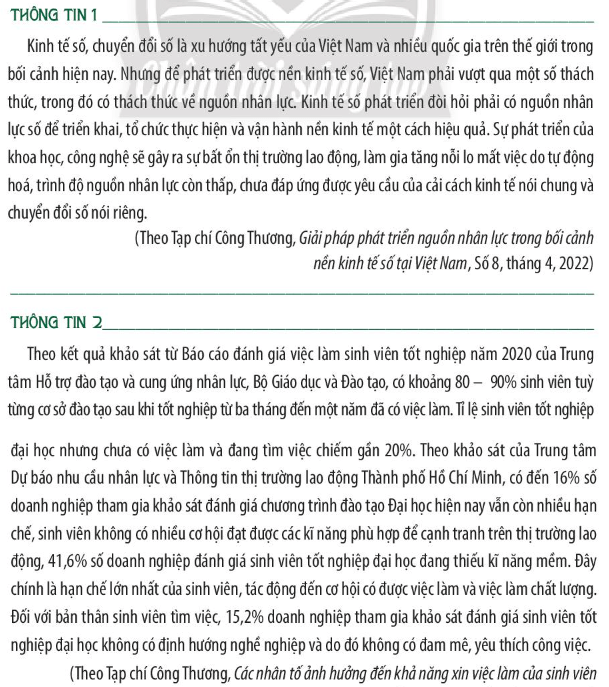 THÔNG TIN 1
Kinh tế số, chuyển đổi số là xu hướng tất yếu của Việt Nam và nhiều quốc gia trên thế giới trong
bối cảnh hiện nay. Nhưng để phát triển được nền kinh tế số, Việt Nam phải vượt qua một số thách
thức, trong đó có thách thức về nguồn nhân lực. Kinh tế số phát triển đòi hỏi phải có nguồn nhân
lực số để triển khai, tổ chức thực hiện và vận hành nền kinh tế một cách hiệu quả. Sự phát triển của
khoa học, công nghệ sẽ gây ra sự bất ổn thị trường lao động, làm gia tăng nỗi lo mất việc do tự động
hoá, trình độ nguồn nhân lực còn thấp, chưa đáp ứng được yêu cầu của cải cách kinh tế nói chung và
chuyển đổi số nói riêng.
(Theo Tạp chí Công Thương, Giải pháp phát triển nguồn nhân lực trong bối cảnh
nền kinh tế số tại Việt Nam, Số 8, tháng 4, 2022)
THÔNG TIN 2
Theo kết quả khảo sát từ Báo cáo đánh giá việc làm sinh viên tốt nghiệp năm 2020 của Trung
tâm Hỗ trợ đào tạo và cung ứng nhân lực, Bộ Giáo dục và Đào tạo, có khoảng 80 – 90% sinh viên tuỳ
từng cơ sở đào tạo sau khi tốt nghiệp từ ba tháng đến một năm đã có việc làm. Tỉ lệ sinh viên tốt nghiệp
đại học nhưng chưa có việc làm và đang tìm việc chiếm gần 20%. Theo khảo sát của Trung tâm
Dự báo nhu cầu nhân lực và Thông tin thị trường lao động Thành phố Hồ Chí Minh, có đến 16% số
doanh nghiệp tham gia khảo sát đánh giá chương trình đào tạo Đại học hiện nay vẫn còn nhiều hạn
chế, sinh viên không có nhiều cơ hội đạt được các kĩ năng phù hợp để cạnh tranh trên thị trường lao
động, 41,6% số doanh nghiệp đánh giá sinh viên tốt nghiệp đại học đang thiếu kĩ năng mềm. Đây
chính là hạn chế lớn nhất của sinh viên, tác động đến cơ hội có được việc làm và việc làm chất lượng.
Đối với bản thân sinh viên tìm việc, 15,2% doanh nghiệp tham gia khảo sát đánh giá sinh viên tốt
nghiệp đại học không có định hướng nghề nghiệp và do đó không có đam mê, yêu thích công việc.
(Theo Tạp chí Công Thương, Các nhân tố ảnh hưởng đến khả năng xin việc làm của sinh viên